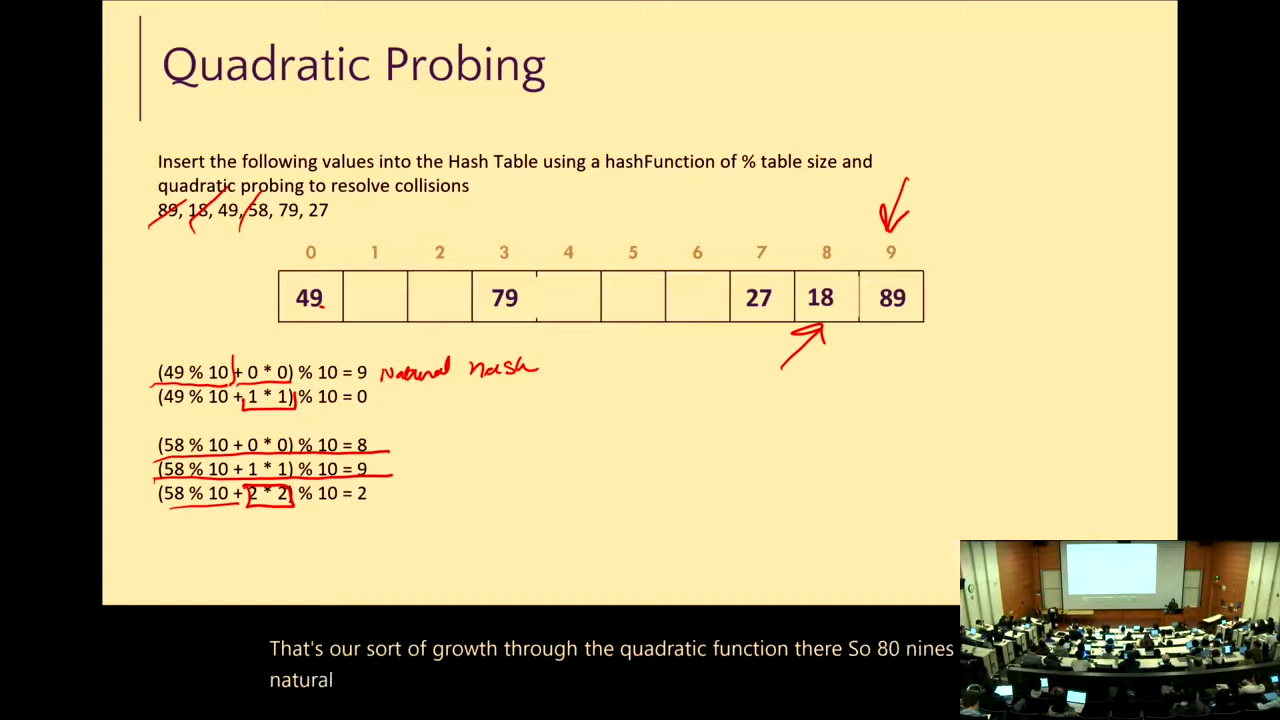 Quadratic Probing
Insert the following values into the Hash Table using a hashFunction of % table size and
quadratic probing to resolve collisions
89, 18, 49, 58, 79, 27
0 1 2 3 4 5 6 7 8 9
49 79 27 18 89
(49 % 10 + 0 * 0) % 10 = 9 Natural hash
(49 % 10 + 1 * 1) % 10 = 0
(58 % 10 + 0 * 0) % 10 = 8
(58 % 10 + 1 * 1) % 10 = 9
(58 % 10 + 2 * 2) % 10 = 2
That's our sort of growth through the quadratic function there So 80 nines
natural